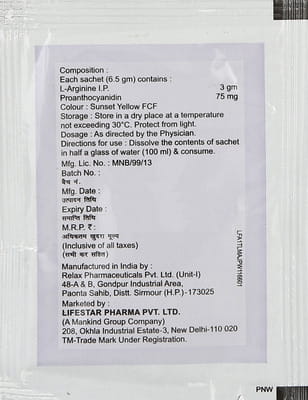 Composition :
Each sachet (6.5 gm) contains :
L-Arginine I.P. 3 gm
Proanthocyanidin 75 mg
Colour : Sunset Yellow FCF
Storage : Store in a dry place at a temperature
not exceeding 30°C. Protect from light.
Dosage : As directed by the Physician.
Directions for use : Dissolve the contents of sachet
in half a glass of water (100 ml) & consume.
Mfg. Lic. No. : MNB/99/13
Batch No. :
बैच नं.
Mfg. Date :
उत्पादन तिथि
Expiry Date :
समाप्ति तिथि
M.R.P. ₹ :
अधिकतम खुदरा मूल्य
(Inclusive of all taxes)
(सभी कर सहित)
Manufactured in India by :
Relax Pharmaceuticals Pvt. Ltd. (Unit-I)
48-A & B, Gondpur Industrial Area,
Paonta Sahib, Distt. Sirmour (H.P.)-173025
Marketed by :
LIFESTAR PHARMA PVT. LTD.
(A Mankind Group Company)
208, Okhla Industrial Estate-3, New Delhi-110 020
TM-Trade Mark Under Registration.
PNW